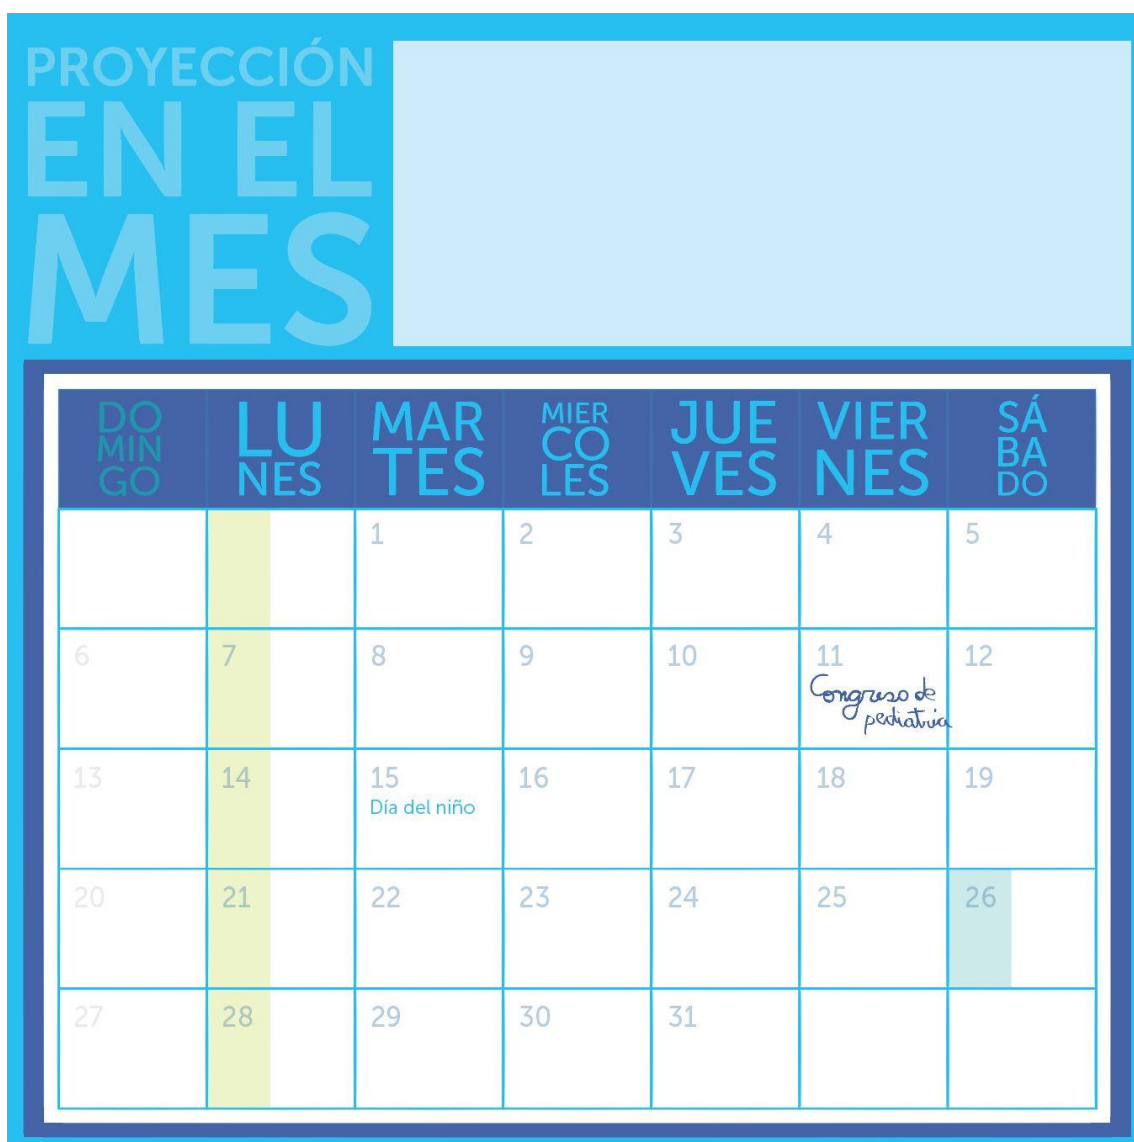 PROYECCIÓN
EN EL
MES
DO
MIN
GO
LU
NES
MAR
TES
MIER
CO
LES
JUE
VES
VIER
NES
SÁ
BA
DO
1 2 3 4 5
6 7 8 9 10 11 12
Congreso de
pediatria
13 14 15 16 17 18 19
Día del niño
20 21 22 23 24 25 26
27 28 29 30 31